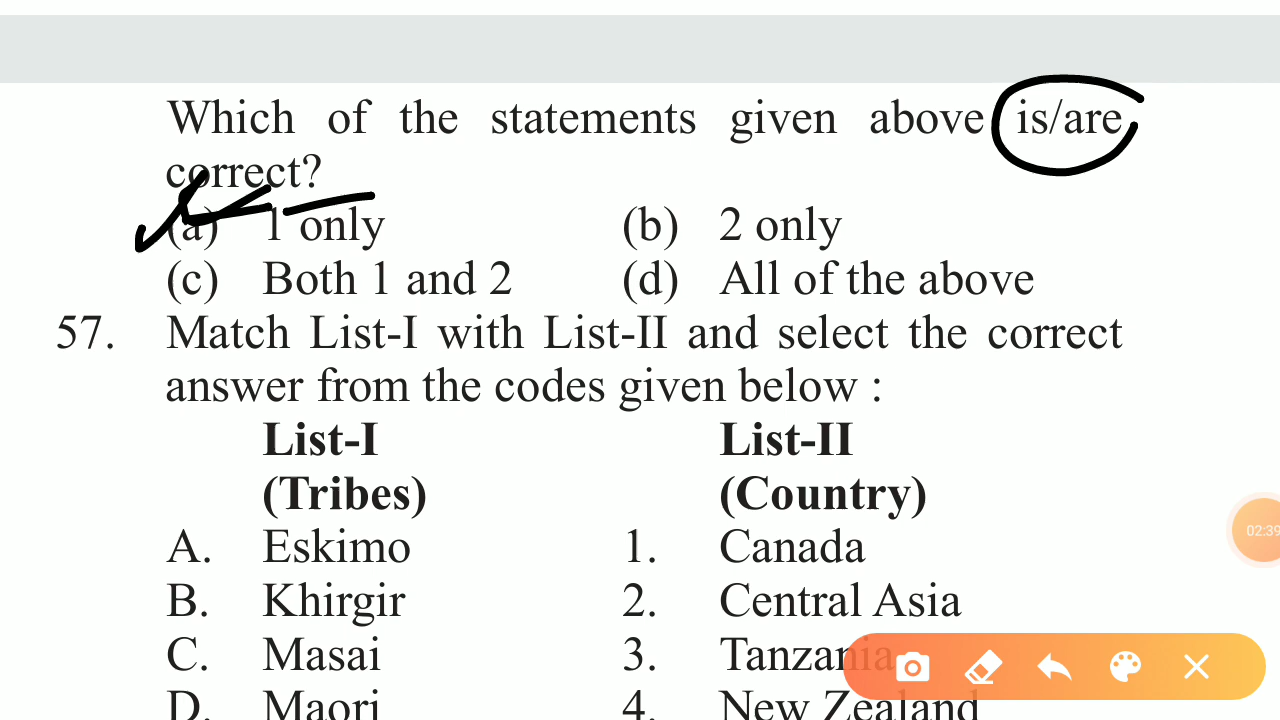 Which of the statements given above is/are
correct?
(a) 1 only (b) 2 only
(c) Both 1 and 2 (d) All of the above
57. Match List-I with List-II and select the correct
answer from the codes given below :
List-I List-II
(Tribes) (Country)
A. Eskimo 1. Canada
B. Khirgir 2. Central Asia
C. Masai 3. Tanzania
D. Maori 4. New Zealand
02:39